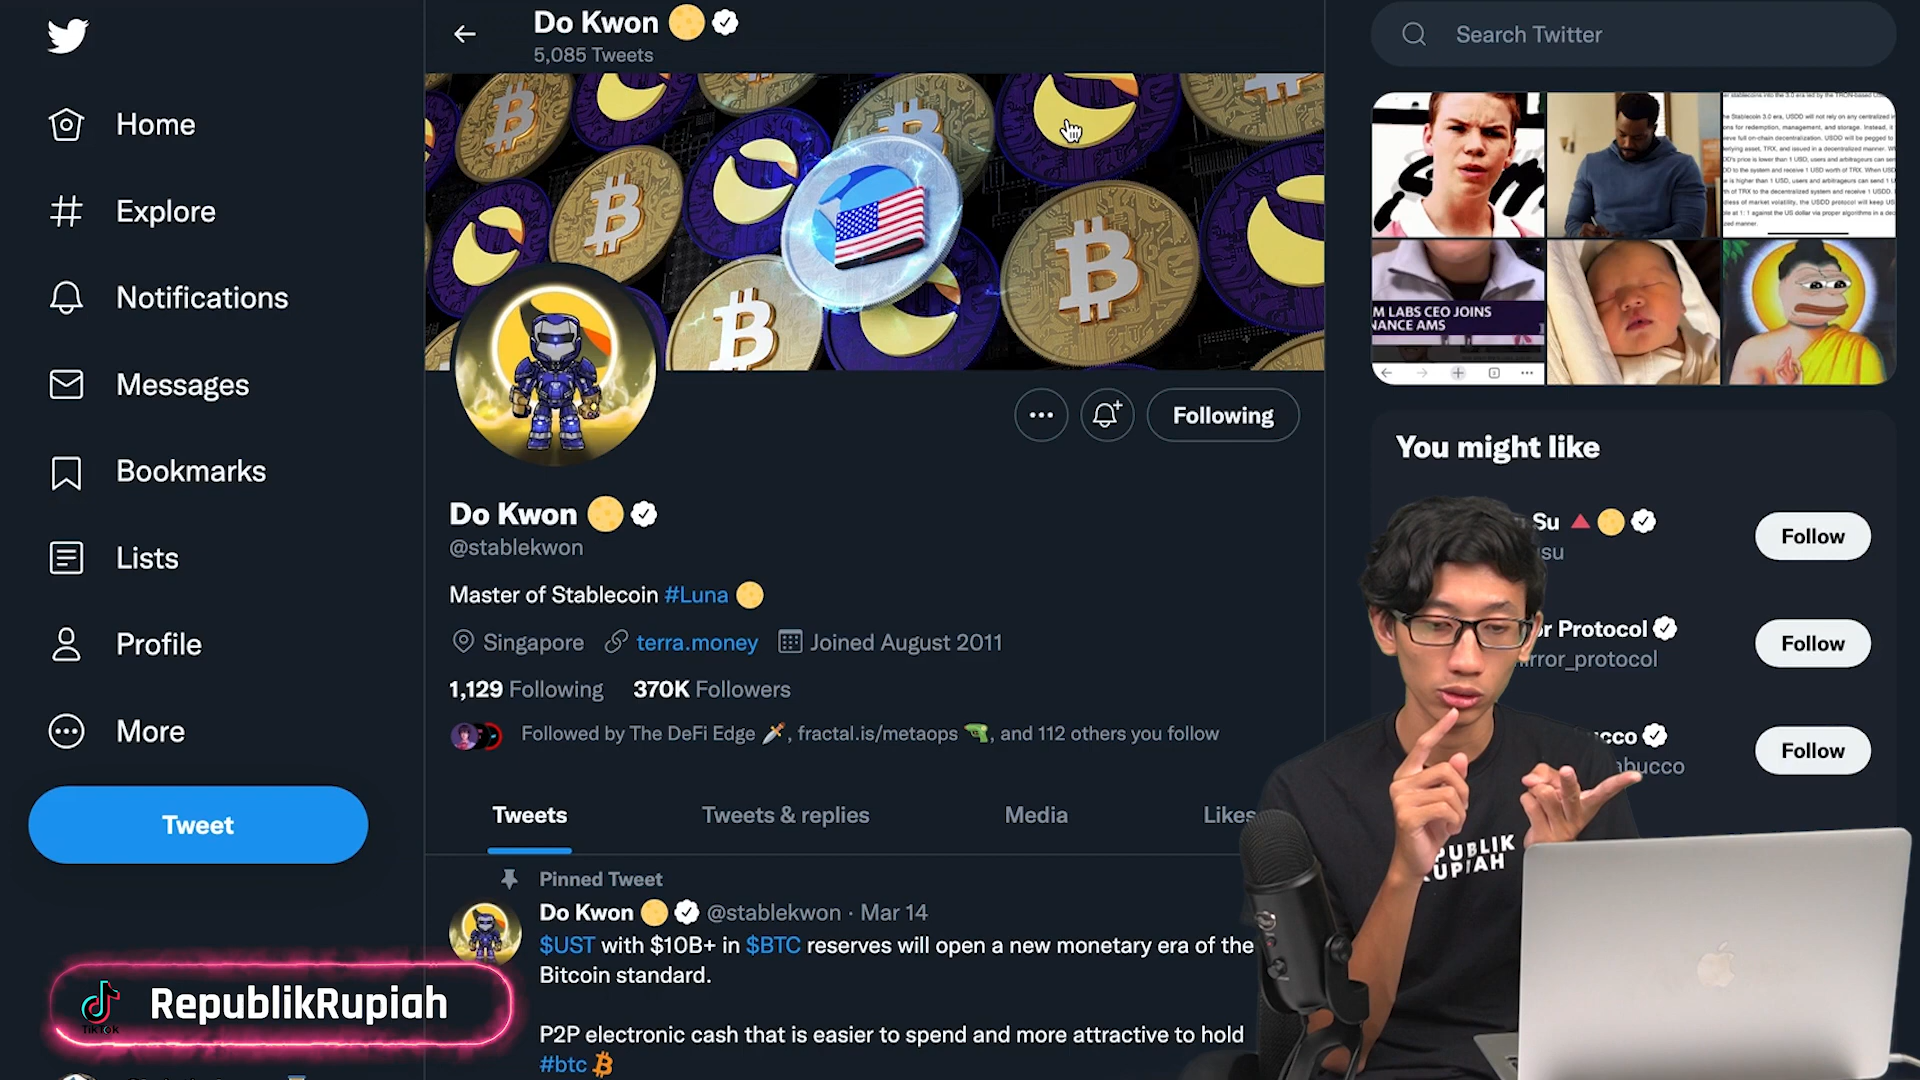 Do Kwon
5,085 Tweets
Search Twitter
Home
Explore
Notifications
Messages
Bookmarks
Lists
Profile
More
Tweet
Following
Do Kwon
@stablekwon
Master of Stablecoin #Luna
Singapore terra.money Joined August 2011
1,129 Following 370K Followers
Followed by The DeFi Edge, fractal.is/metaops, and 112 others you follow
Tweets Tweets & replies Media Likes
Pinned Tweet
Do Kwon @stablekwon · Mar 14
$UST with $10B+ in $BTC reserves will open a new monetary era of the
Bitcoin standard.
P2P electronic cash that is easier to spend and more attractive to hold
#btc
M LABS CEO JOINS
NANCE AMS
You might like
Su
Follow
Protocol
rror_protocol
Follow
Follow
PUBLIK
RUPIAH
TikTok
RepublikRupiah